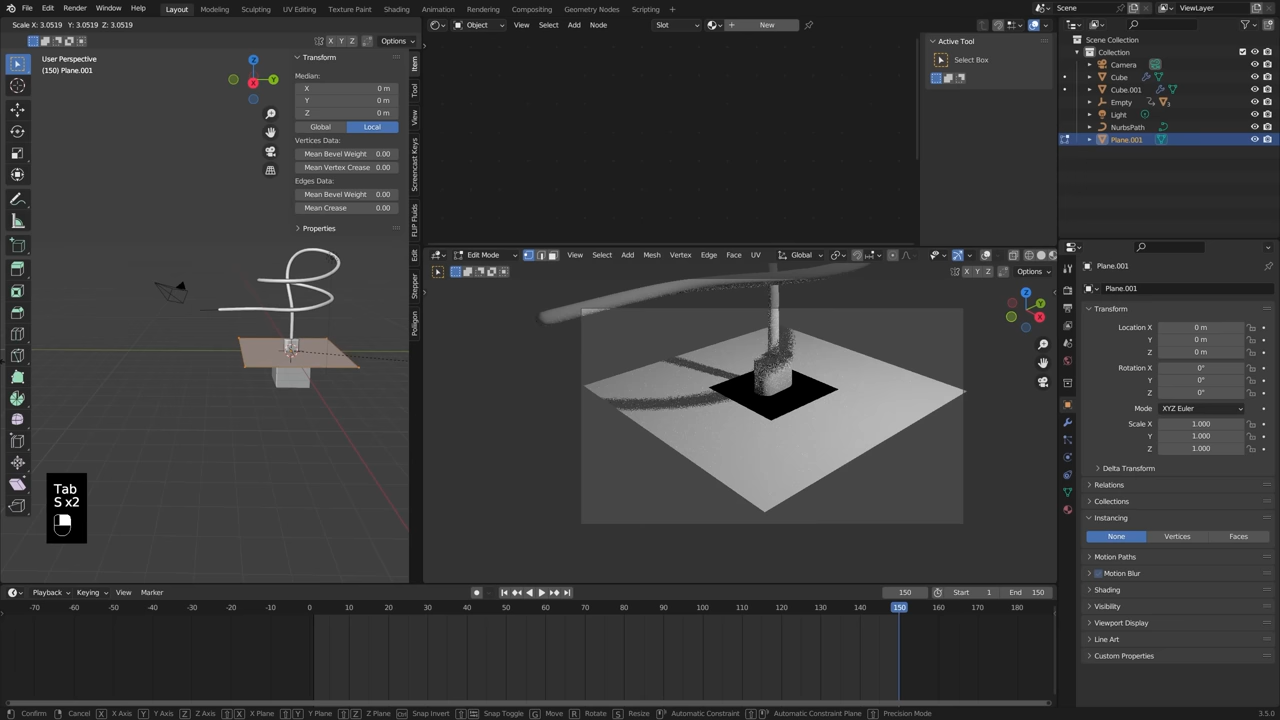 File Edit Render Window Help Layout Modeling Sculpting UV Editing Texture Paint Shading Animation Rendering Compositing Geometry Nodes Scripting Scene ViewLayer
Scale X: 3.0519 Y: 3.0519 Z: 3.0519
Object View Select Add Node Slot New
X Y Z Options
User Perspective
(150) Plane.001
Transform
Median:
X 0 m
Y 0 m
Z 0 m
Global Local
Vertices Data:
Mean Bevel Weight 0.00
Mean Vertex Crease 0.00
Edges Data:
Mean Bevel Weight 0.00
Mean Crease 0.00
Properties
Item
Tool
View
Screencast Keys
FLIP Fluids
Edit
Stepper
Poligon
Z
Y
X
Tab
S x2
Active Tool
Select Box
Edit Mode View Select Add Mesh Vertex Edge Face UV Global
X Y Z Options
Z
Y
X
Scene Collection
Collection
Camera
Cube
Cube.001
Empty
Light
NurbsPath
Plane.001
Plane.001
Plane.001
Transform
Location X 0 m
Y 0 m
Z 0 m
Rotation X 0°
Y 0°
Z 0°
Mode XYZ Euler
Scale X 1.000
Y 1.000
Z 1.000
Delta Transform
Relations
Collections
Instancing
None Vertices Faces
Motion Paths
Motion Blur
Shading
Visibility
Viewport Display
Line Art
Custom Properties
Playback Keying View Marker 150 Start 1 End 150
-70 -60 -50 -40 -30 -20 -10 0 10 20 30 40 50 60 70 80 90 100 110 120 130 140 150 160 170 180
Confirm Cancel X X Axis Y Y Axis Z Z Axis X X Plane Y Y Plane Z Z Plane Snap Invert Snap Toggle G Move R Rotate S Resize Automatic Constraint Automatic Constraint Plane Precision Mode 3.5.0